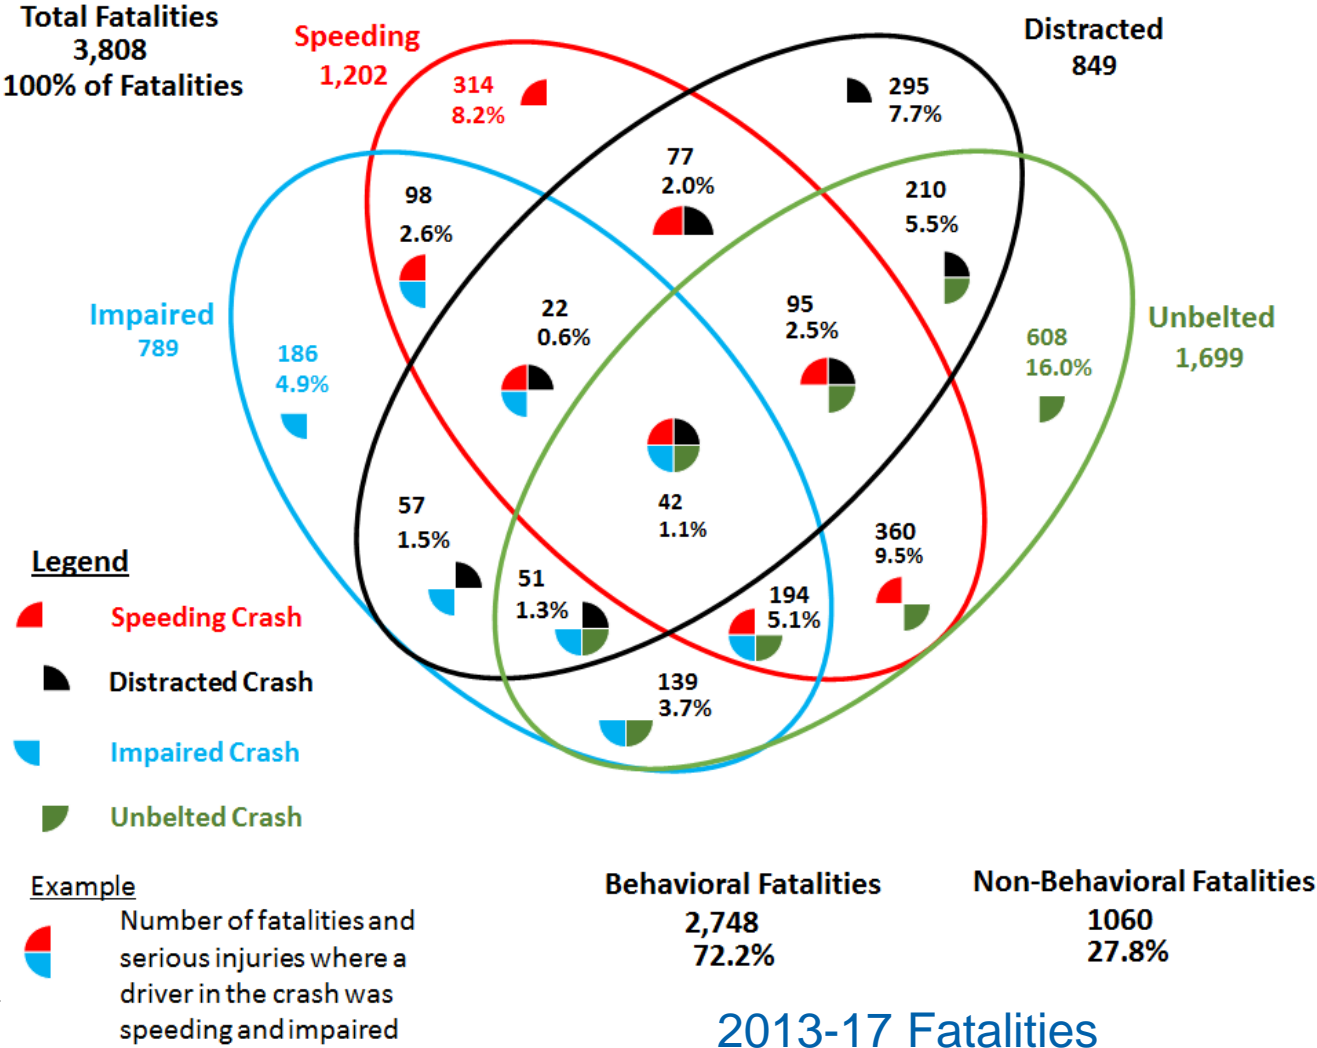 Total Fatalities
3,808
100% of Fatalities
Speeding
1,202
Distracted
849
Impaired
789
Unbelted
1,699
314
8.2%
295
7.7%
77
2.0%
98
2.6%
210
5.5%
22
0.6%
95
2.5%
186
4.9%
608
16.0%
42
1.1%
57
1.5%
51
1.3%
194
5.1%
360
9.5%
139
3.7%
Legend
Speeding Crash
Distracted Crash
Impaired Crash
Unbelted Crash
Example
Number of fatalities and
serious injuries where a
driver in the crash was
speeding and impaired
Behavioral Fatalities
2,748
72.2%
Non-Behavioral Fatalities
1060
27.8%
2013-17 Fatalities